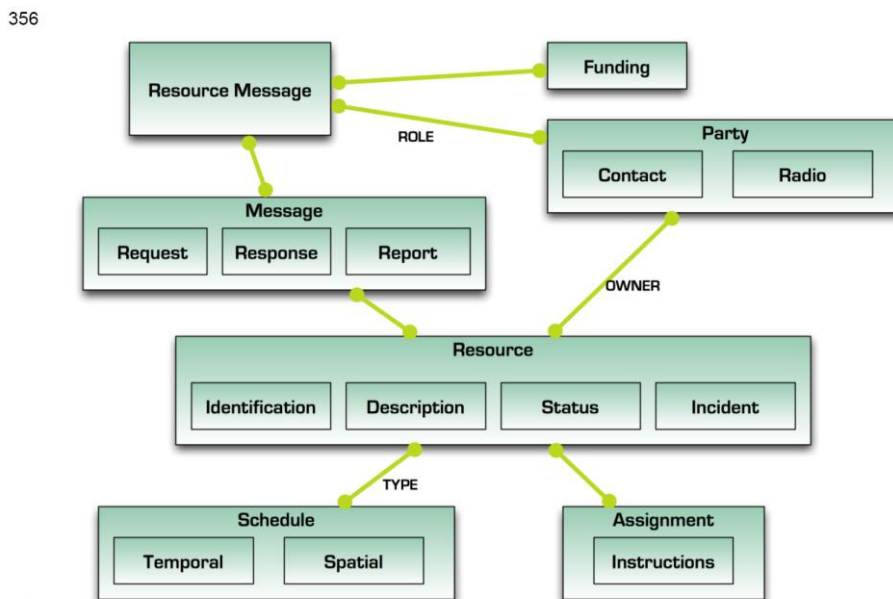 356
Resource Message
Funding
ROLE
Party
Contact
Radio
Message
Request
Response
Report
OWNER
Resource
Identification
Description
Status
Incident
TYPE
Schedule
Temporal
Spatial
Assignment
Instructions